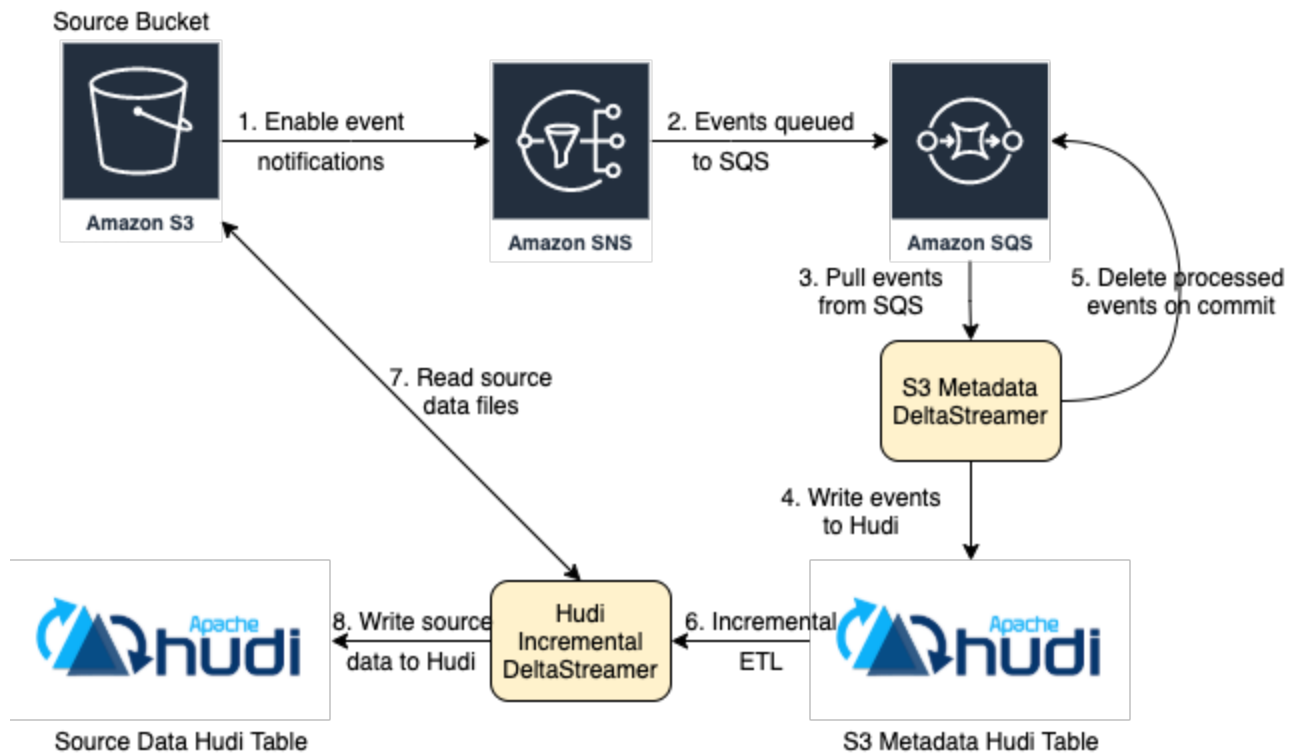 Source Bucket
Amazon S3
1. Enable event
notifications
Amazon SNS
2. Events queued
to SQS
Amazon SQS
3. Pull events
from SQS
5. Delete processed
events on commit
S3 Metadata
DeltaStreamer
7. Read source
data files
4. Write events
to Hudi
Apache
hudi
Source Data Hudi Table
8. Write source
data to Hudi
Hudi
Incremental
DeltaStreamer
6. Incremental
ETL
Apache
hudi
S3 Metadata Hudi Table